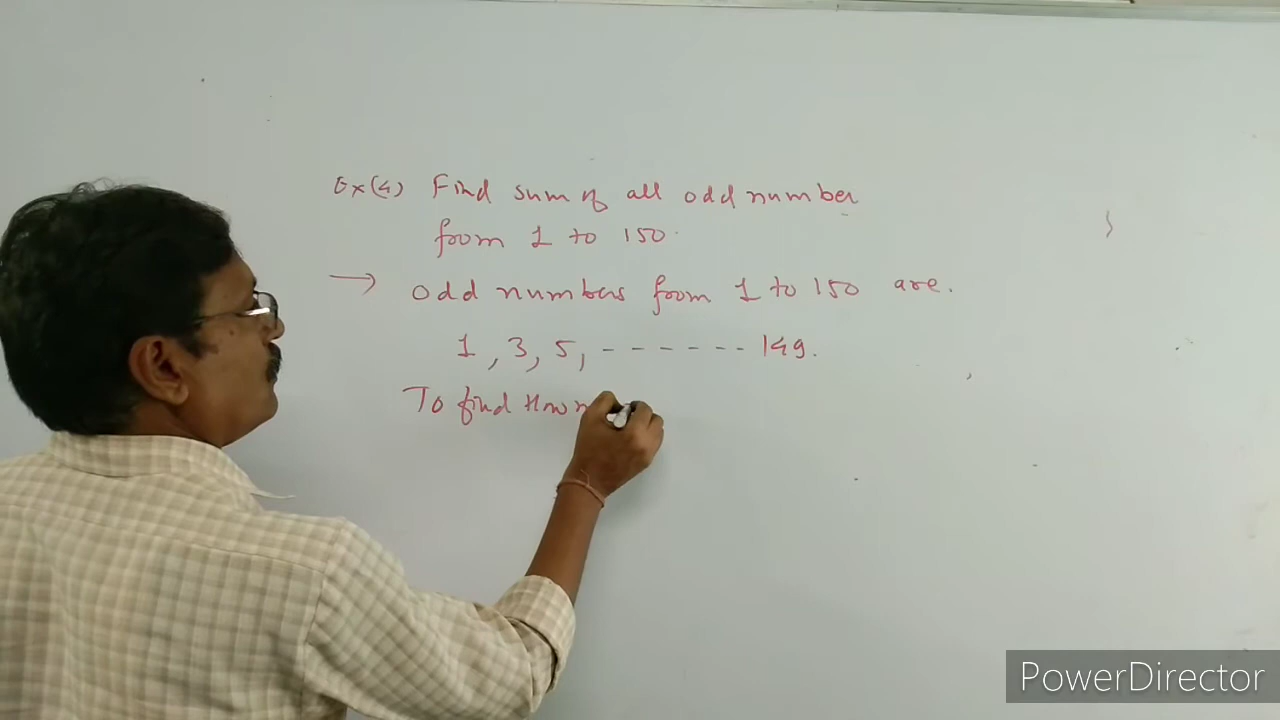 Ex(4) Find sum of all odd number
from 1 to 150.
→ odd numbers from 1 to 150 are.
1, 3, 5, ------ 149.
To find How
PowerDirector